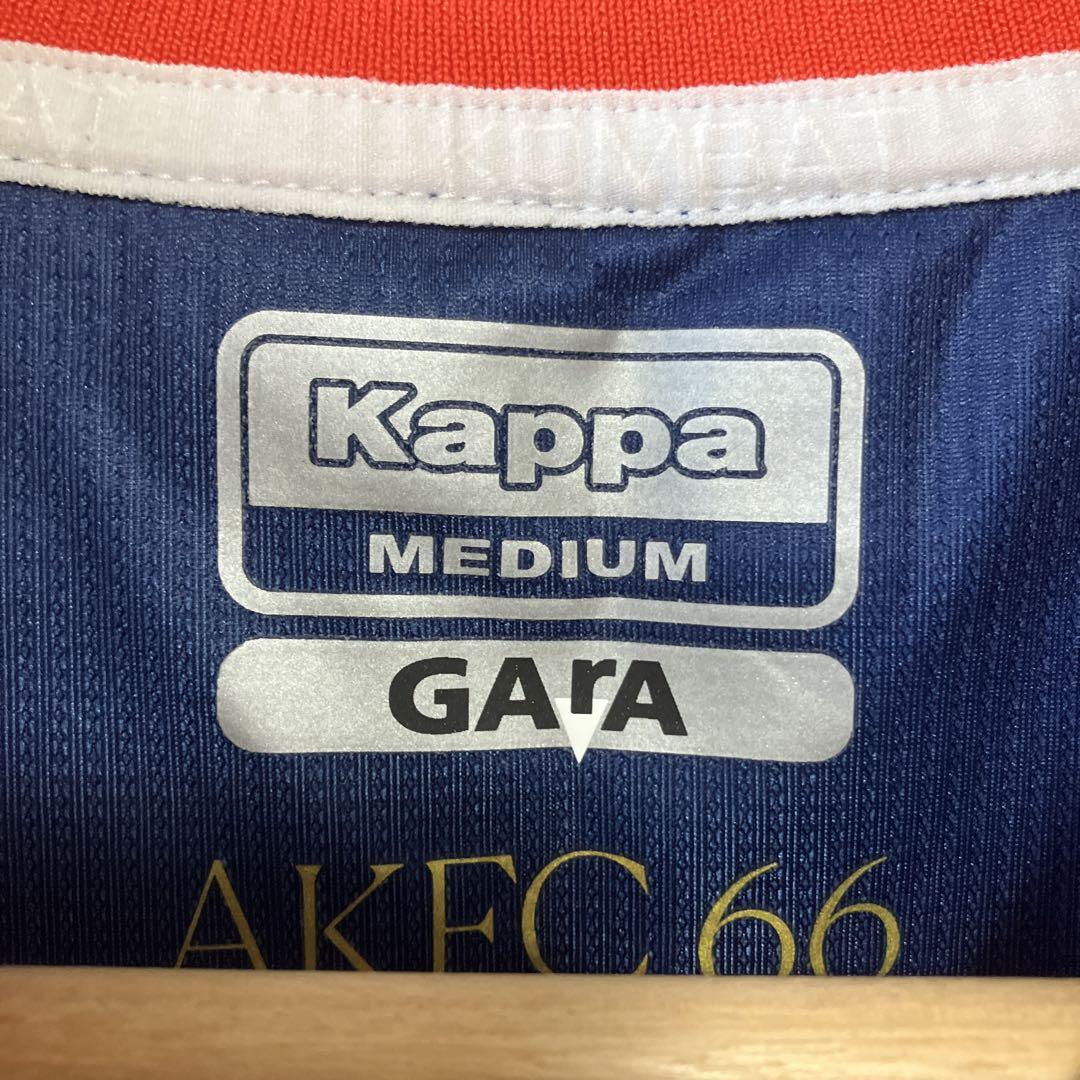 KOMBAT
Kappa
MEDIUM
GArA
AKFC 66